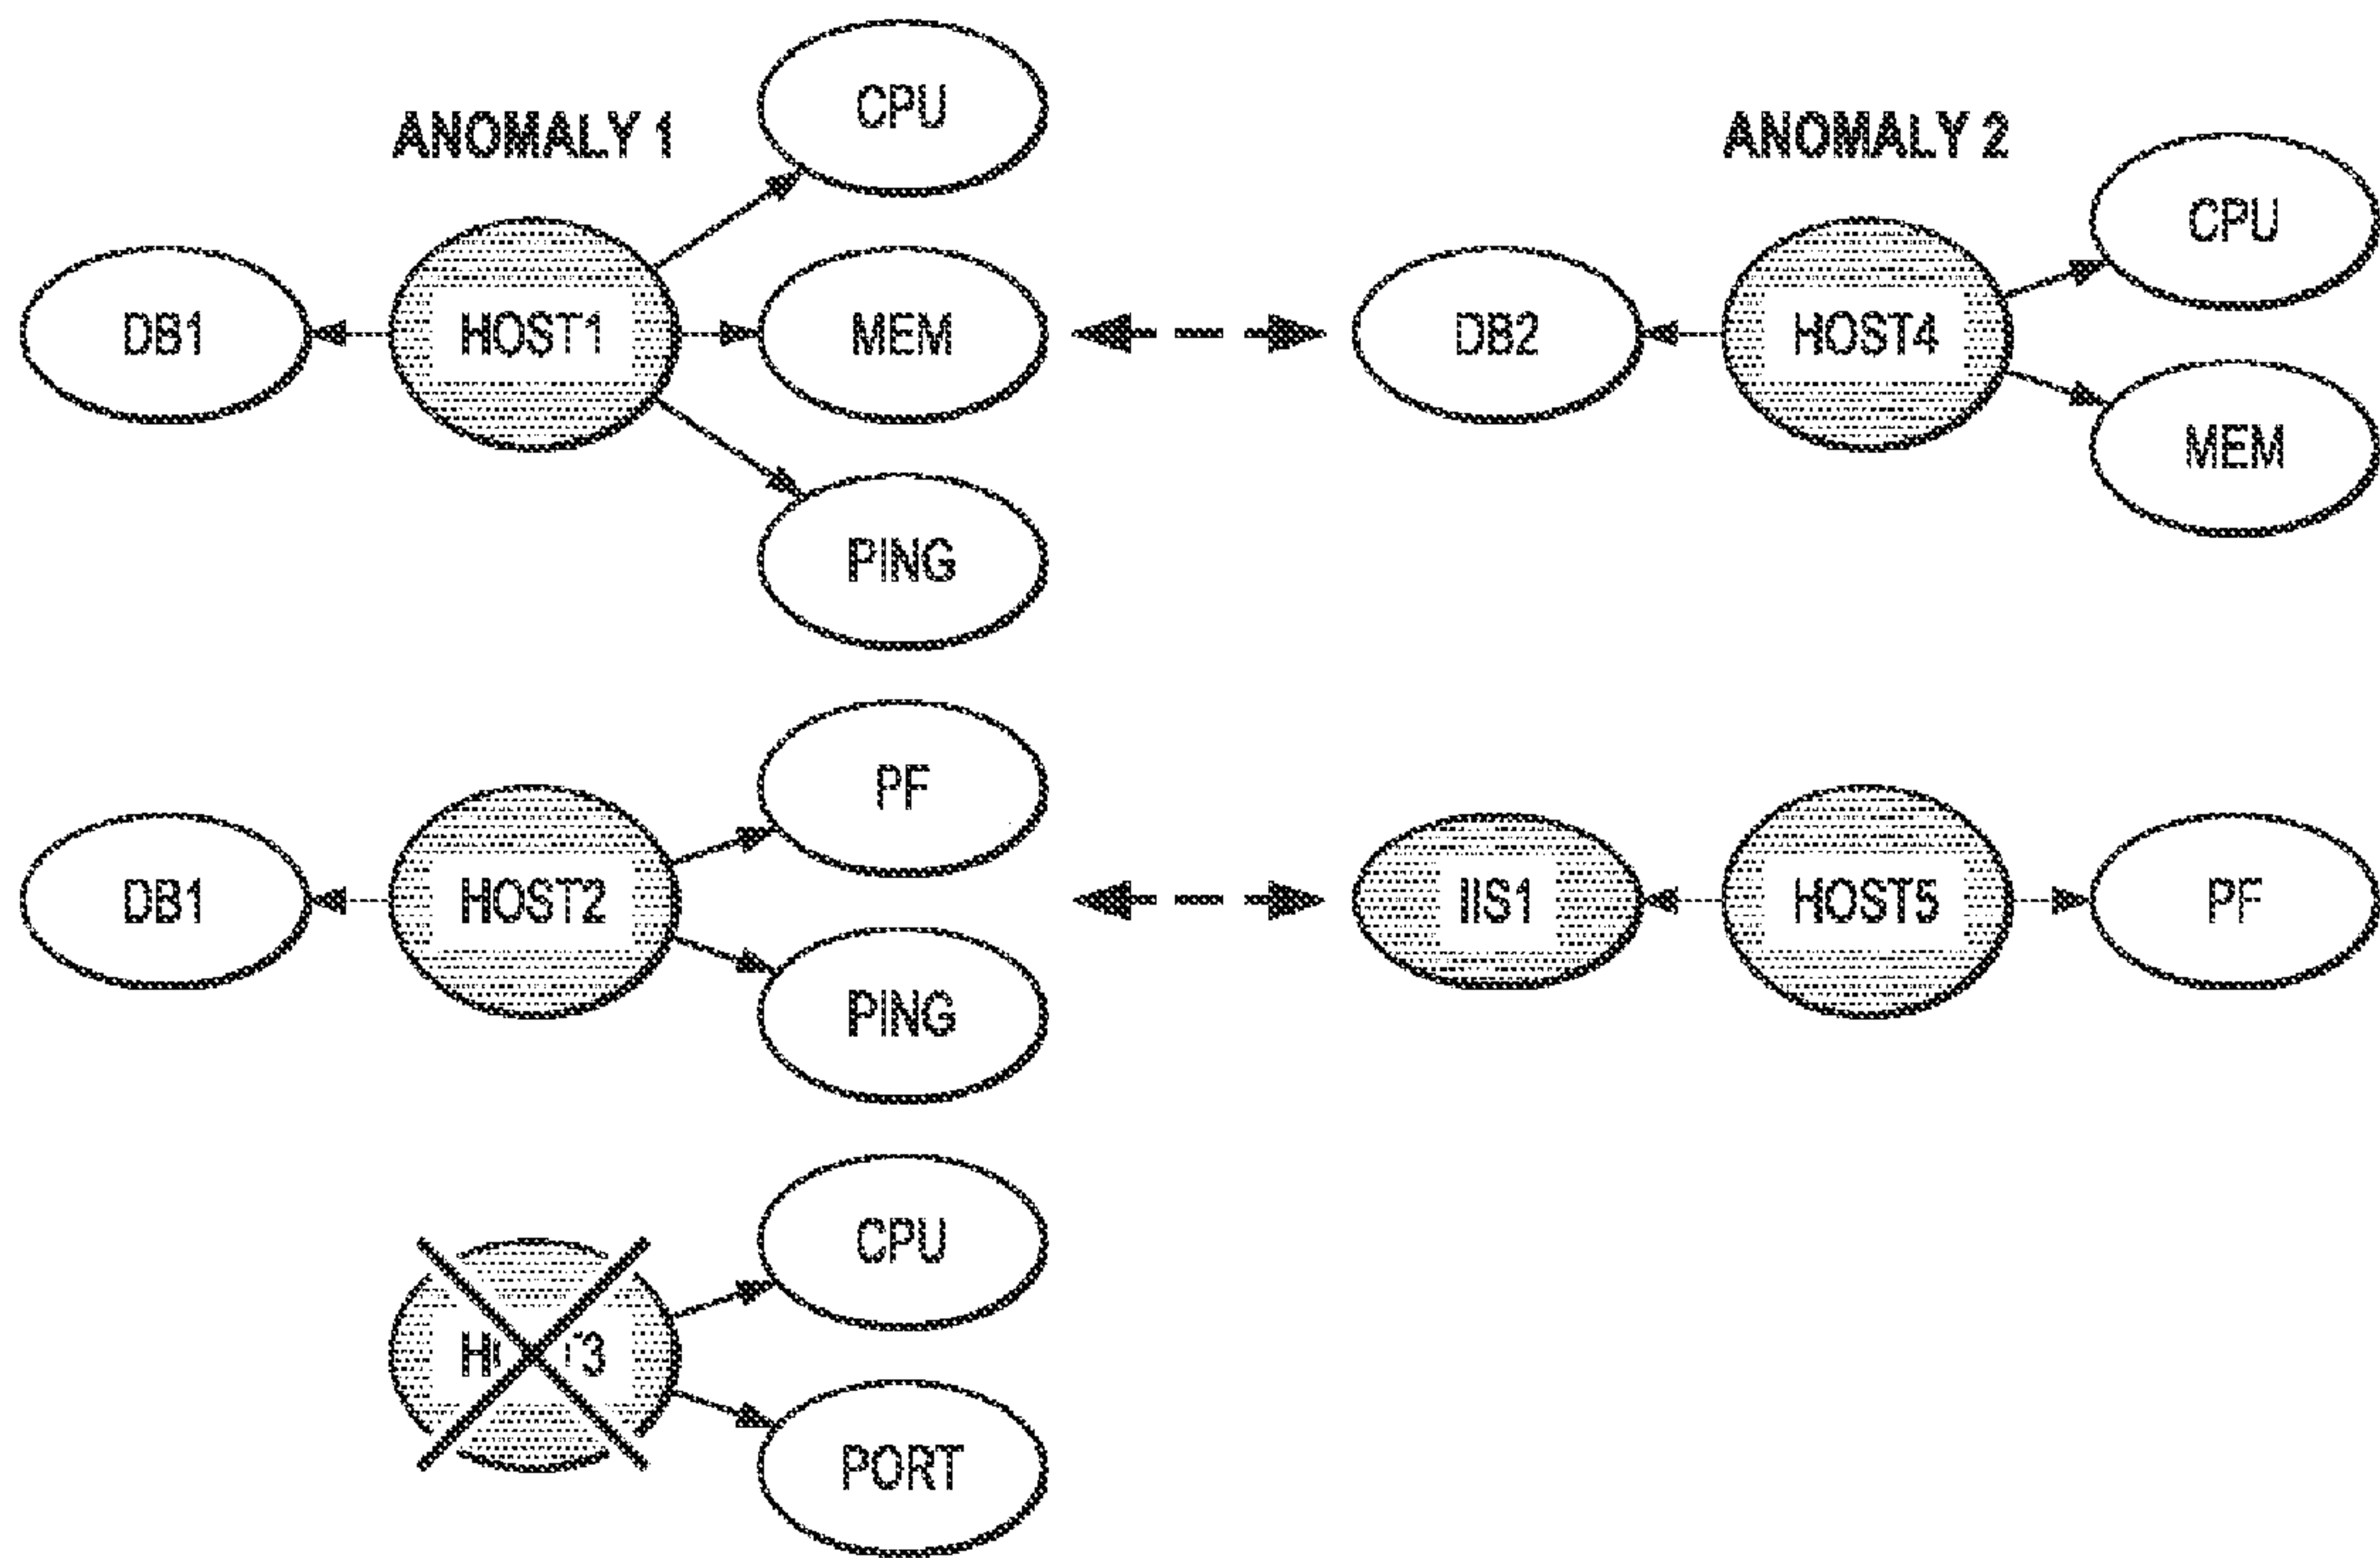 ANOMALY 1
CPU
DB1
HOST1
MEM
PING
ANOMALY 2
CPU
DB2
HOST4
MEM
DB1
HOST2
PF
PING
IIS1
HOST5
PF
CPU
PORT